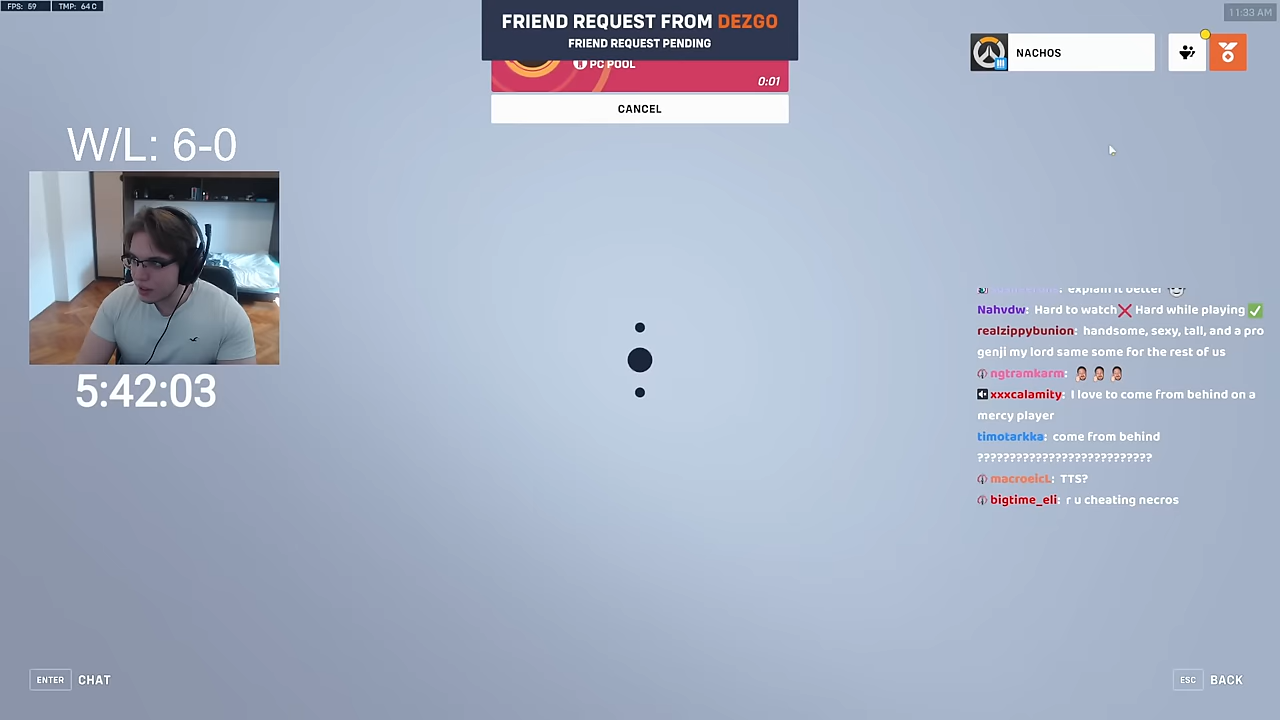 FPS: 59 TMP: 64 C
11:33 AM
FRIEND REQUEST FROM DEZGO
FRIEND REQUEST PENDING
PC POOL
0:01
CANCEL
NACHOS
W/L: 6-0
5:42:03
explain it better
Nahvdw: Hard to watch❌ Hard while playing ✅
realzippybunion: handsome, sexy, tall, and a pro
genji my lord same some for the rest of us
ngtramkarm:
xxxcalamity: I love to come from behind on a
mercy player
timotarkka: come from behind
???????????????????????????
macroeicL: TTS?
bigtime_eli: r u cheating necros
ENTER CHAT
ESC BACK